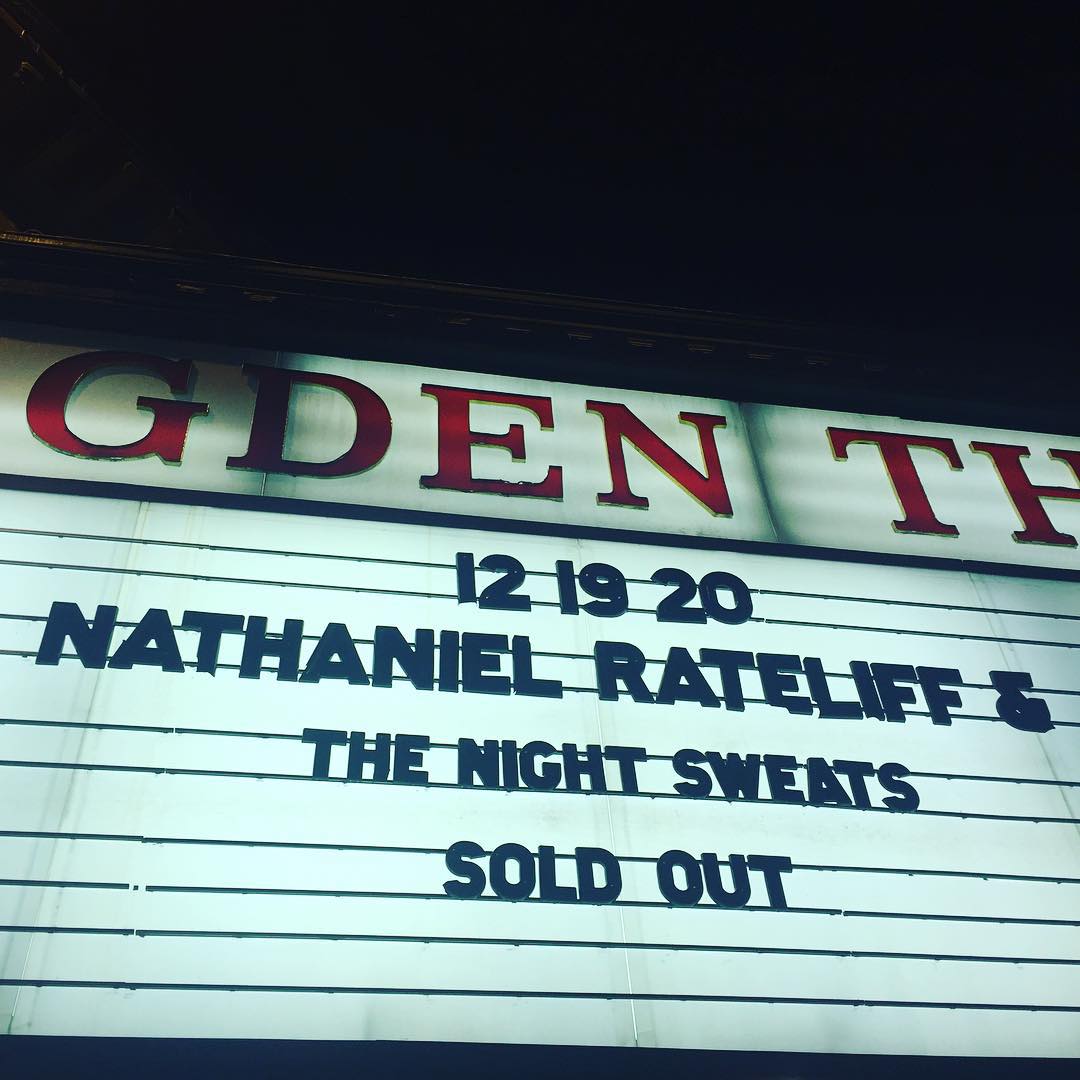 GDEN TH
12 19 20
NATHANIEL RATELIFF &
THE NIGHT SWEATS
SOLD OUT